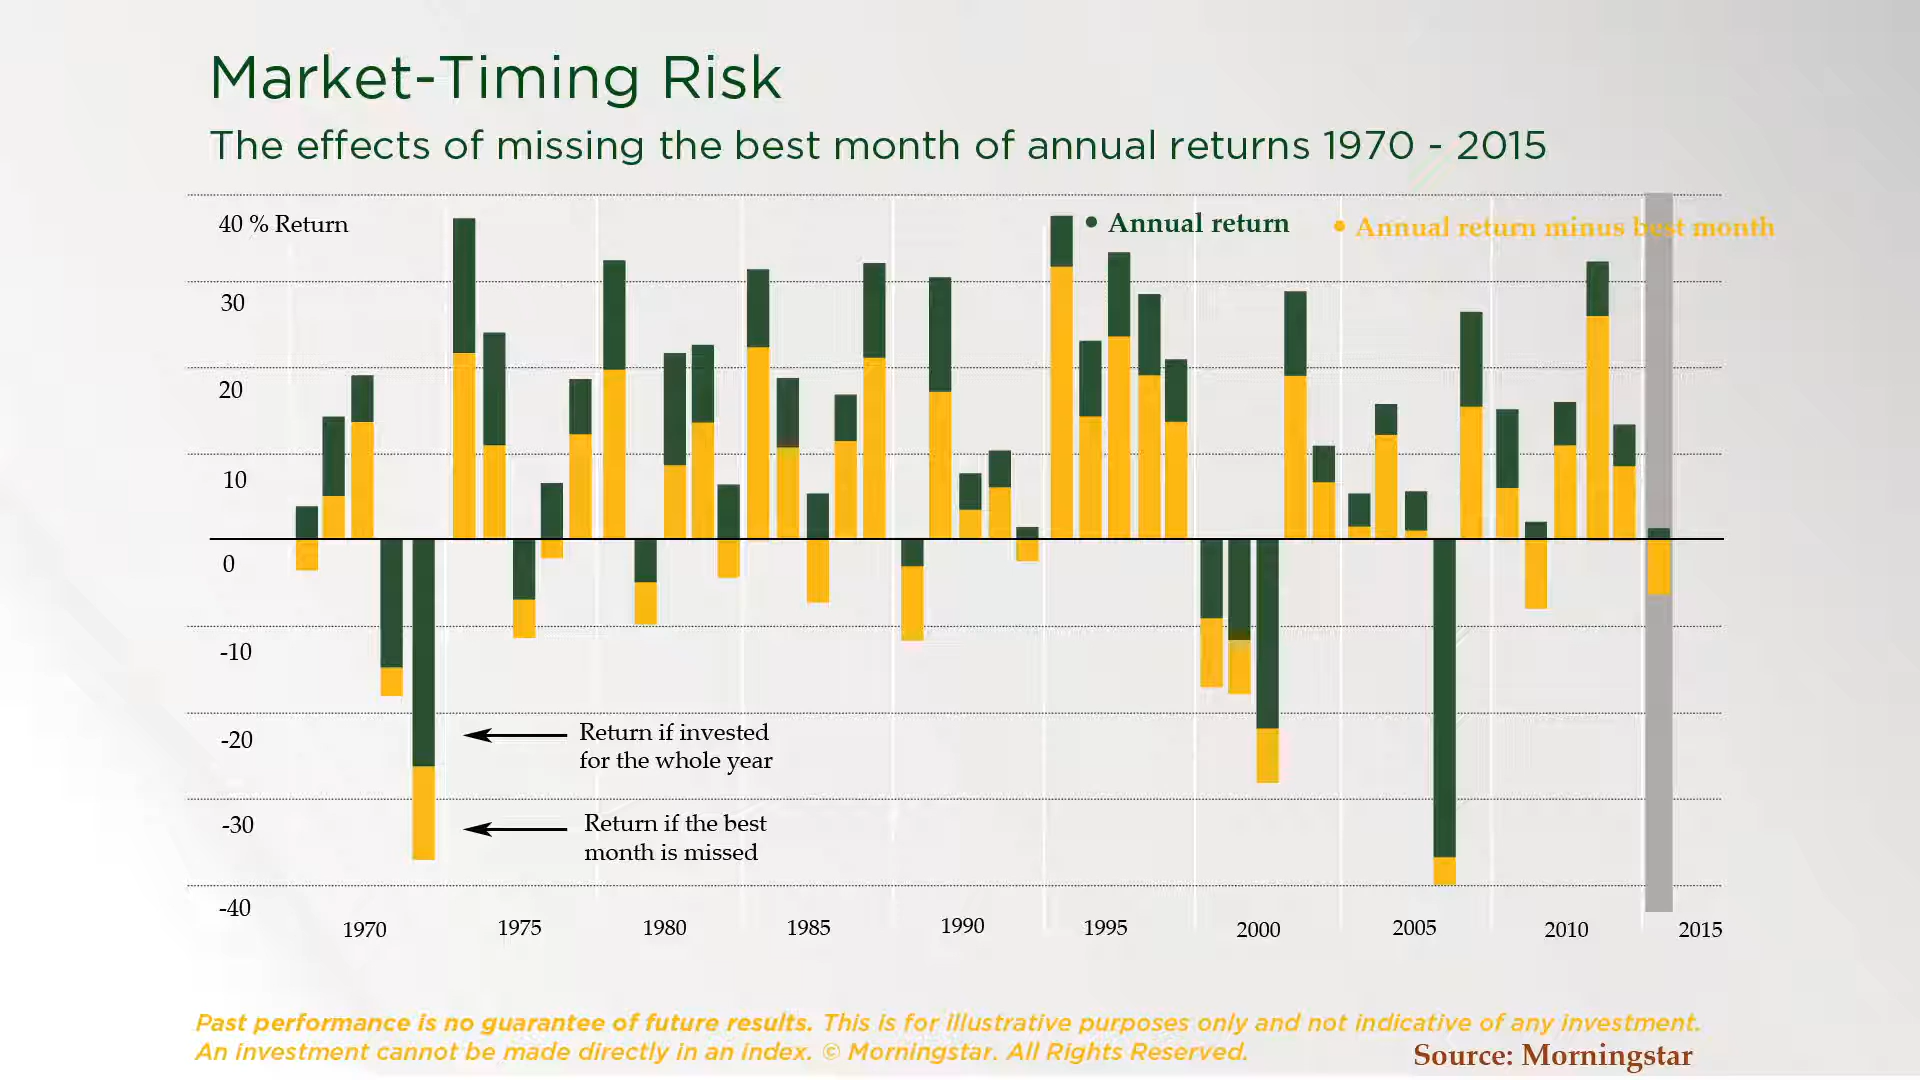 Market-Timing Risk
The effects of missing the best month of annual returns 1970 - 2015
40 % Return
• Annual return
• Annual return minus best month
30
20
10
0
-10
-20
-30
-40
Return if invested
for the whole year
Return if the best
month is missed
1970 1975 1980 1985 1990 1995 2000 2005 2010 2015
Past performance is no guarantee of future results. This is for illustrative purposes only and not indicative of any investment.
An investment cannot be made directly in an index. © Morningstar. All Rights Reserved.
Source: Morningstar